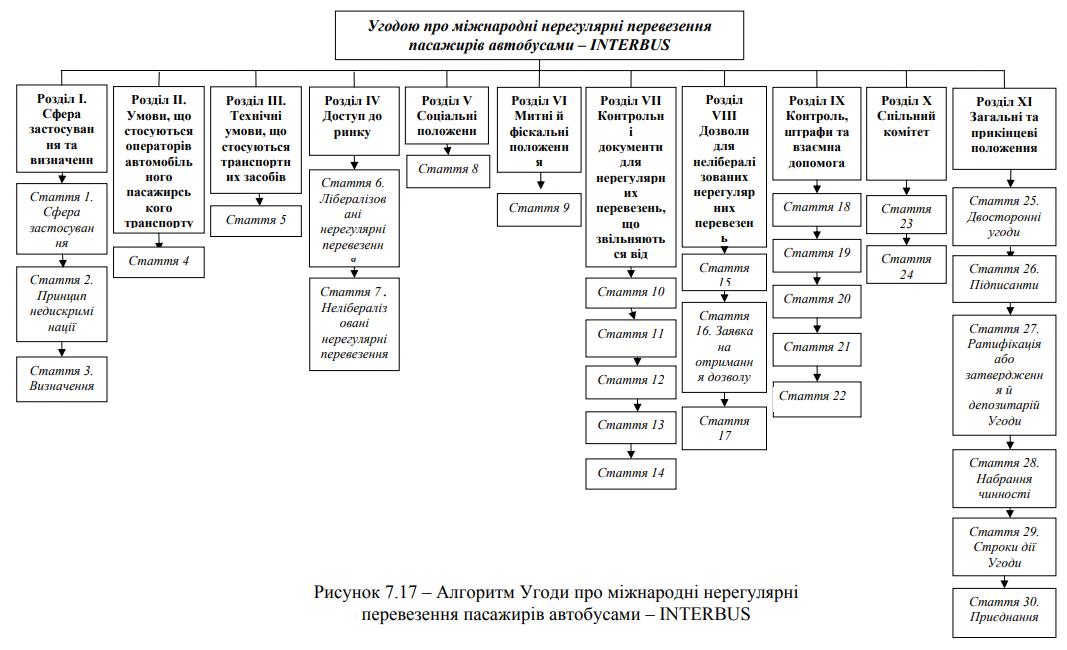 Угодою про міжнародні нерегулярні перевезення
пасажирів автобусами – INTERBUS
Розділ I.
Сфера
застосуван
ня та
визначенн
Стаття 1.
Сфера
застосуван
ня
Стаття 2.
Принцип
недискримі
нації
Стаття 3.
Визначення
Розділ II.
Умови, що
стосуються
операторів
автомобіль
ного
пасажирсь
кого
транспорту
Стаття 4
Розділ III.
Технічні
умови, що
стосуються
транспортн
их засобів
Стаття 5
Розділ IV
Доступ до
ринку
Стаття 6.
Лібералізов
ані
нерегулярні
перевезенн
я
Стаття 7 .
Нелібераліз
овані
нерегулярні
перевезення
Розділ V
Соціальні
положенн
Стаття 8
Розділ VI
Митні й
фіскальні
положенн
я
Стаття 9
Розділ VII
Контрольн
і
документи
для
нерегулярн
их
перевезень,
що
звільняють
ся від
Стаття 10
Стаття 11
Стаття 12
Стаття 13
Стаття 14
Розділ
VIII
Дозволи
для
нелібералі
зованих
нерегуляр
них
перевезен
ь
Стаття
15
Стаття
16. Заявка
на
отриманн
я дозволу
Стаття
17
Розділ IX
Контроль,
штрафи та
взаємна
допомога
Стаття 18
Стаття 19
Стаття 20
Стаття 21
Стаття 22
Розділ X
Спільний
комітет
Стаття
23
Стаття
24
Розділ XI
Загальні та
прикінцеві
положення
Стаття 25.
Двосторонні
угоди
Стаття 26.
Підписанти
Стаття 27.
Ратифікація
або
затвердженн
я й
депозитарій
Угоди
Стаття 28.
Набрання
чинності
Стаття 29.
Строки дії
Угоди
Стаття 30.
Приєднання
Рисунок 7.17 – Алгоритм Угоди про міжнародні нерегулярні
перевезення пасажирів автобусами – INTERBUS